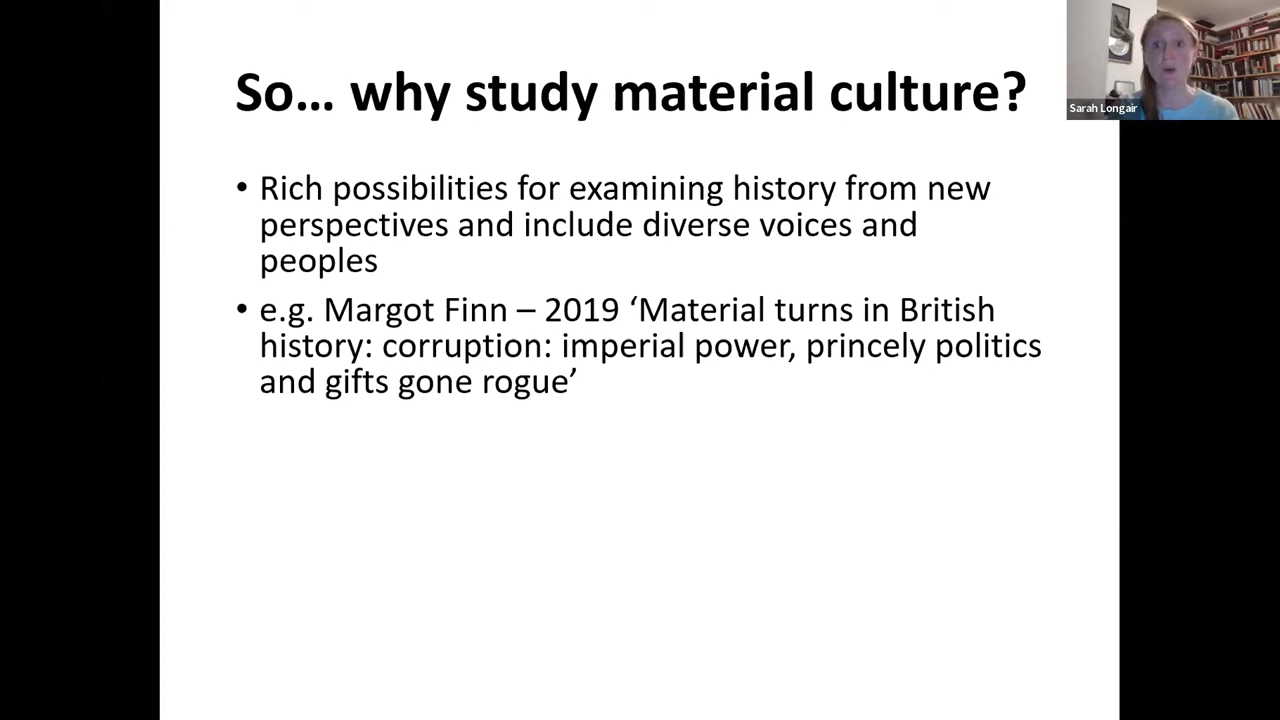 So… why study material culture?
Sarah Longair
• Rich possibilities for examining history from new
perspectives and include diverse voices and
peoples
• e.g. Margot Finn – 2019 ‘Material turns in British
history: corruption: imperial power, princely politics
and gifts gone rogue’